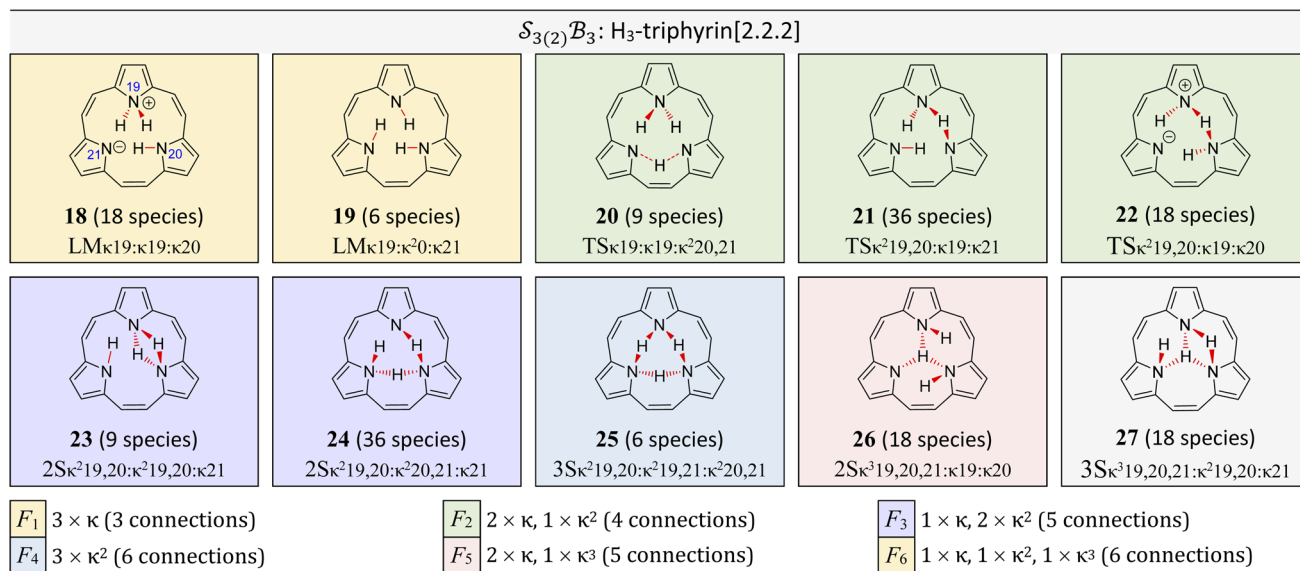 𝒮3(2)ℬ3: H₃-triphyrin[2.2.2]
19
N ⊕
H H
21 N ⊖ H N 20
18 (18 species)
LMκ19:κ19:κ20
N
H H
N H N
19 (6 species)
LMκ19:κ²0:κ21
N
H H
N N
H
20 (9 species)
TSκ19:κ19:κ²20,21
N
H H
N H N
21 (36 species)
TSκ²19,20:κ19:κ21
⊕
N
H H
⊖
N H N
22 (18 species)
TSκ²19,20:κ19:κ20
N
H H
H
N N
23 (9 species)
2Sκ²19,20:κ²19,20:κ21
N
H H
N H N
24 (36 species)
2Sκ²19,20:κ²20,21:κ21
N
H H
N H N
25 (6 species)
3Sκ²19,20:κ²19,21:κ²20,21
N
H
H
N N
H
26 (18 species)
2Sκ³19,20,21:κ19:κ20
N
H H
H
N N
27 (18 species)
3Sκ³19,20,21:κ²19,20:κ21
F₁ 3 × κ (3 connections)
F₂ 2 × κ, 1 × κ² (4 connections)
F₃ 1 × κ, 2 × κ² (5 connections)
F₄ 3 × κ² (6 connections)
F₅ 2 × κ, 1 × κ³ (5 connections)
F₆ 1 × κ, 1 × κ², 1 × κ³ (6 connections)